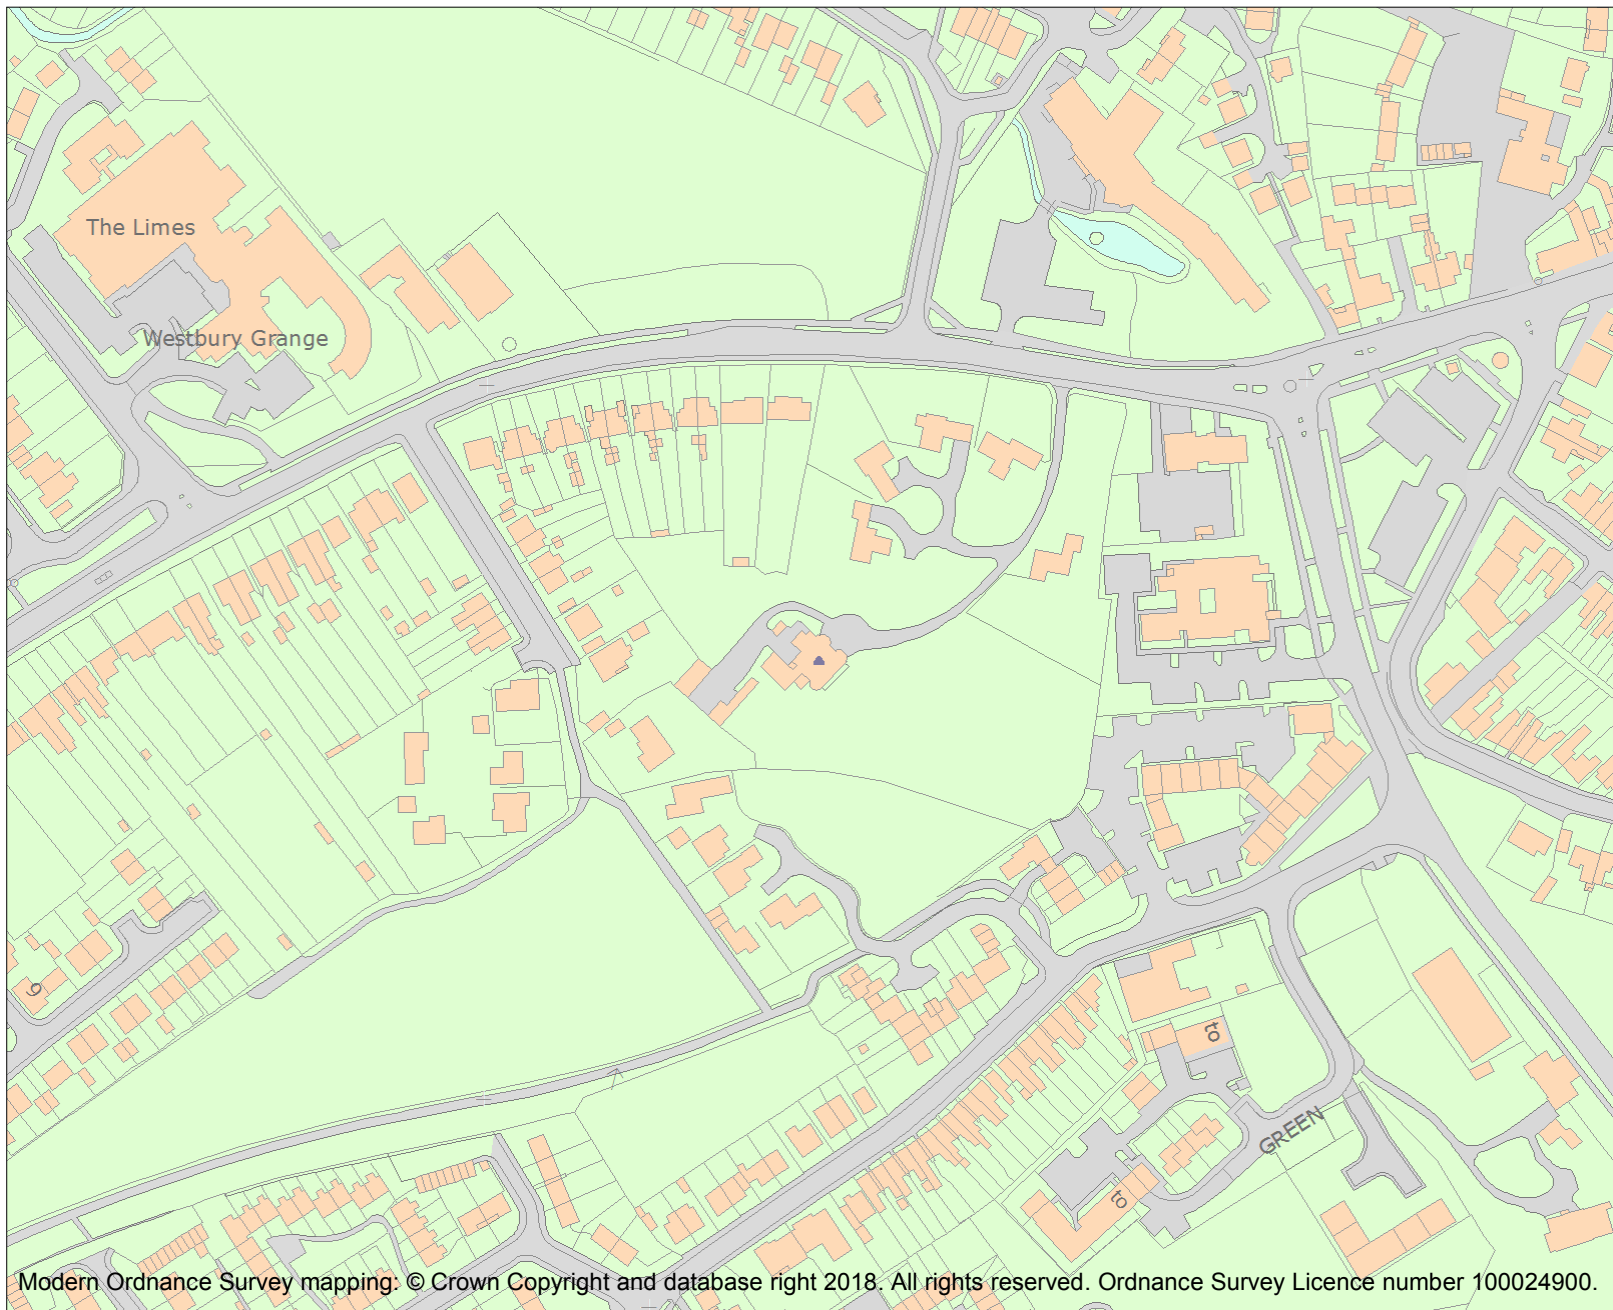 The Limes
Westbury Grange
9
to
GREEN
to
Modern Ordnance Survey mapping: © Crown Copyright and database right 2018. All rights reserved. Ordnance Survey Licence number 100024900.